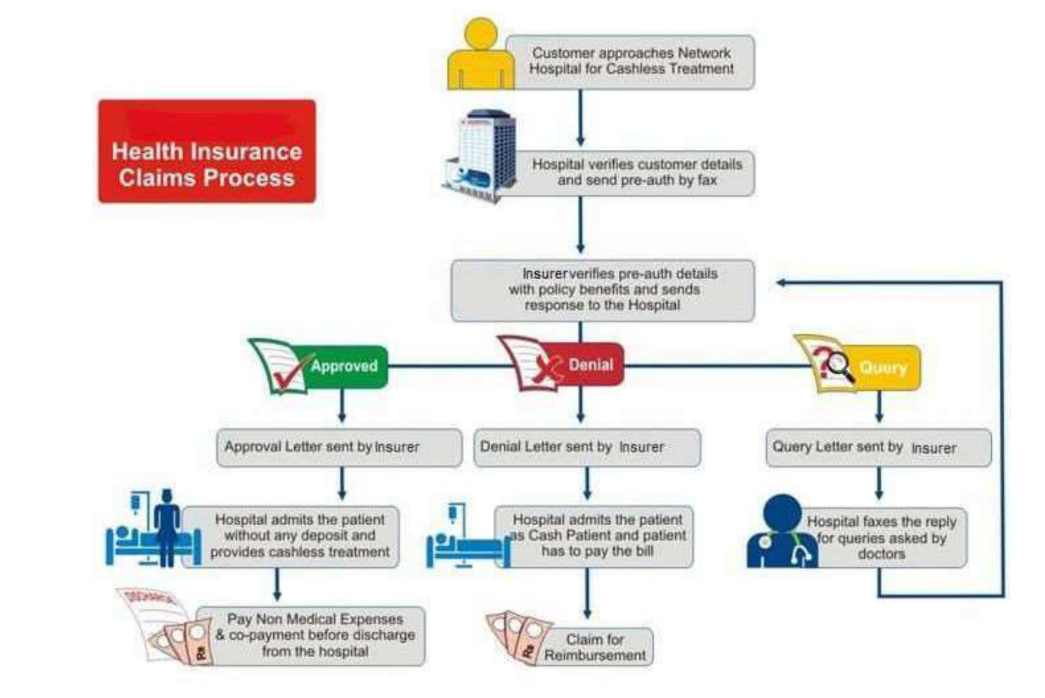 Customer approaches Network
Hospital for Cashless Treatment
Health Insurance
Claims Process
HOSPITAL
Hospital verifies customer details
and send pre-auth by fax
Insurer verifies pre-auth details
with policy benefits and sends
response to the Hospital
Approved
Denial
Query
Approval Letter sent by Insurer
Denial Letter sent by Insurer
Query Letter sent by Insurer
Hospital admits the patient
without any deposit and
provides cashless treatment
Hospital admits the patient
as Cash Patient and patient
has to pay the bill
Hospital faxes the reply
for queries asked by
doctors
DISCHARGE
Rs
Pay Non Medical Expenses
& co-payment before discharge
from the hospital
Rs
Claim for
Reimbursement